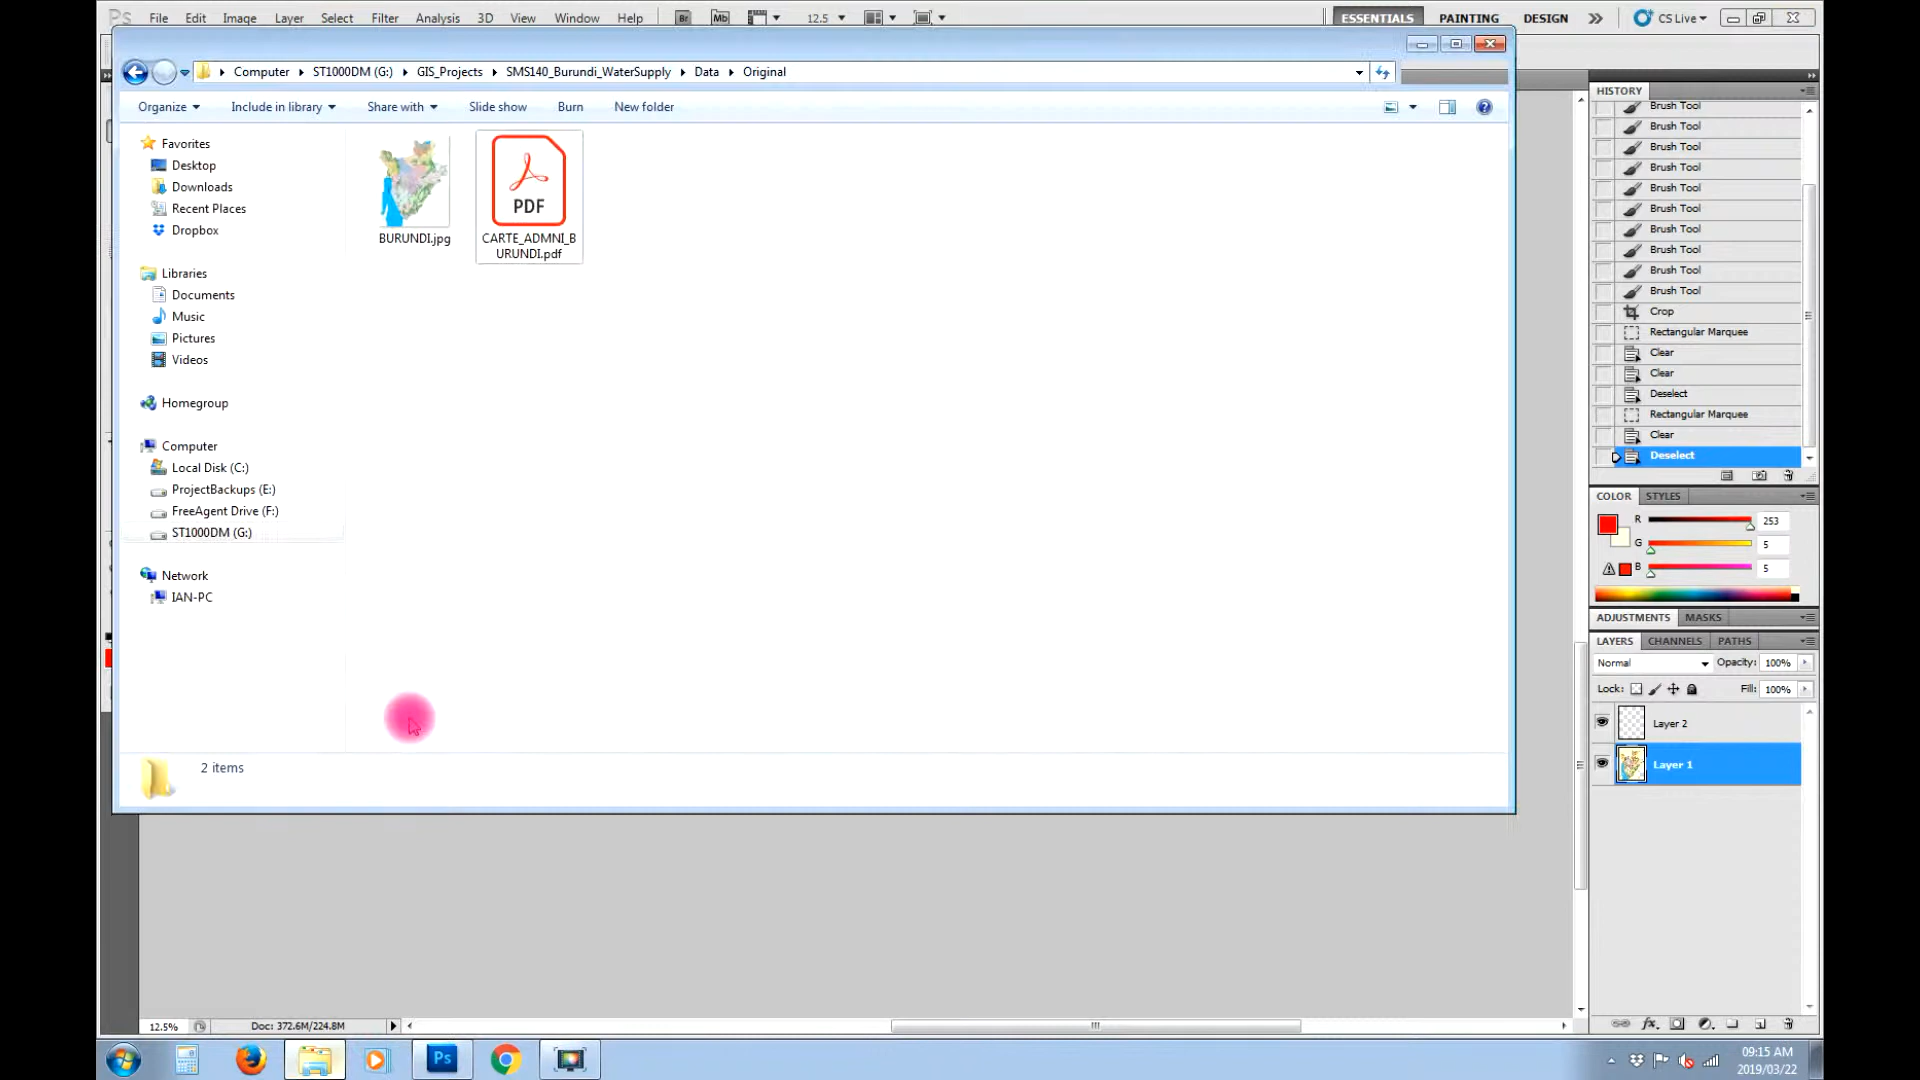 Ps File Edit Image Layer Select Filter Analysis 3D View Window Help Br Mb 12.5 ESSENTIALS PAINTING DESIGN CS Live
Computer ST1000DM (G:) GIS_Projects SMS140_Burundi_WaterSupply Data Original
Organize Include in library Share with Slide show Burn New folder
Favorites
Desktop
Downloads
Recent Places
Dropbox
Libraries
Documents
Music
Pictures
Videos
Homegroup
Computer
Local Disk (C:)
ProjectBackups (E:)
FreeAgent Drive (F:)
ST1000DM (G:)
Network
IAN-PC
BURUNDI.jpg
PDF
CARTE_ADMNI_B
URUNDI.pdf
2 items
HISTORY
Brush Tool
Brush Tool
Brush Tool
Brush Tool
Brush Tool
Brush Tool
Brush Tool
Brush Tool
Brush Tool
Brush Tool
Crop
Rectangular Marquee
Clear
Clear
Deselect
Rectangular Marquee
Clear
Deselect
COLOR STYLES
R 253
G 5
B 5
ADJUSTMENTS MASKS
LAYERS CHANNELS PATHS
Normal Opacity: 100%
Lock: Fill: 100%
Layer 2
Layer 1
fx
12.5% Doc: 372.6M/224.8M
Ps
09:15 AM
2019/03/22